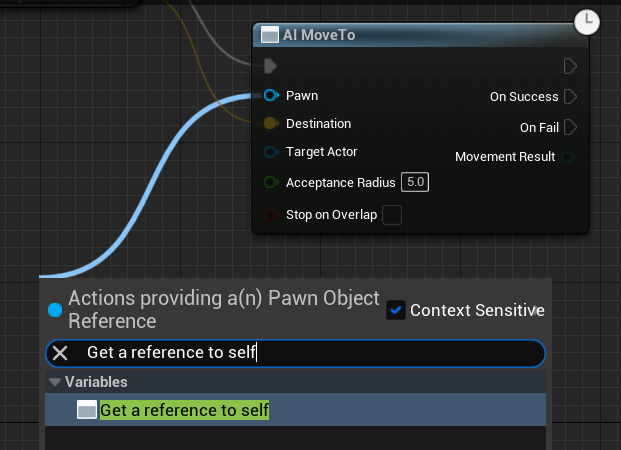 AI MoveTo
Pawn
On Success
Destination
On Fail
Target Actor
Movement Result
Acceptance Radius 5.0
Stop on Overlap
Actions providing a(n) Pawn Object
Reference
Context Sensitive
Get a reference to self
Variables
Get a reference to self